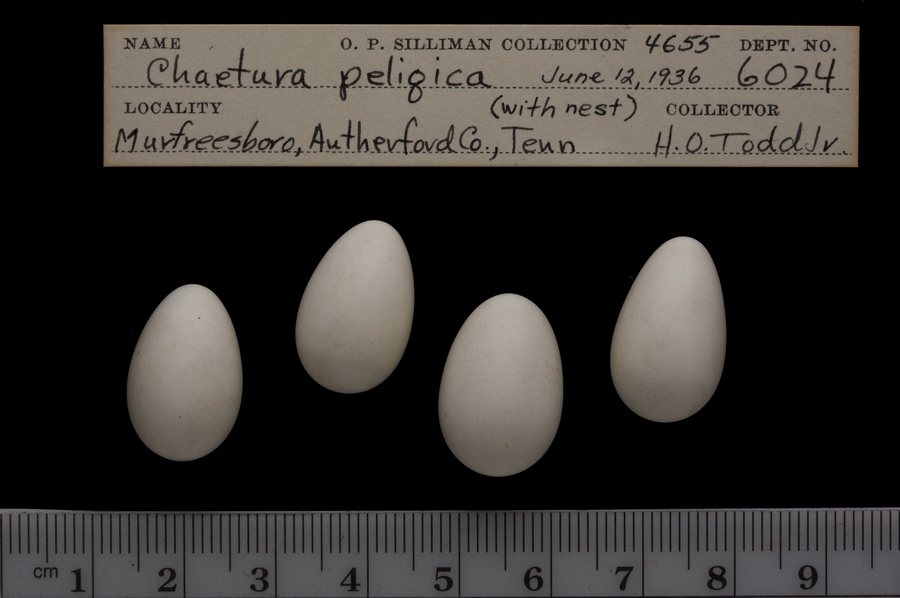 NAME O. P. SILLIMAN COLLECTION 4655 DEPT. NO.
Chaetura peligica June 12, 1936 6024
LOCALITY (with nest) COLLECTOR
Murfreesboro, Rutherford Co., Tenn H. O. Todd Jr.
cm 1 2 3 4 5 6 7 8 9